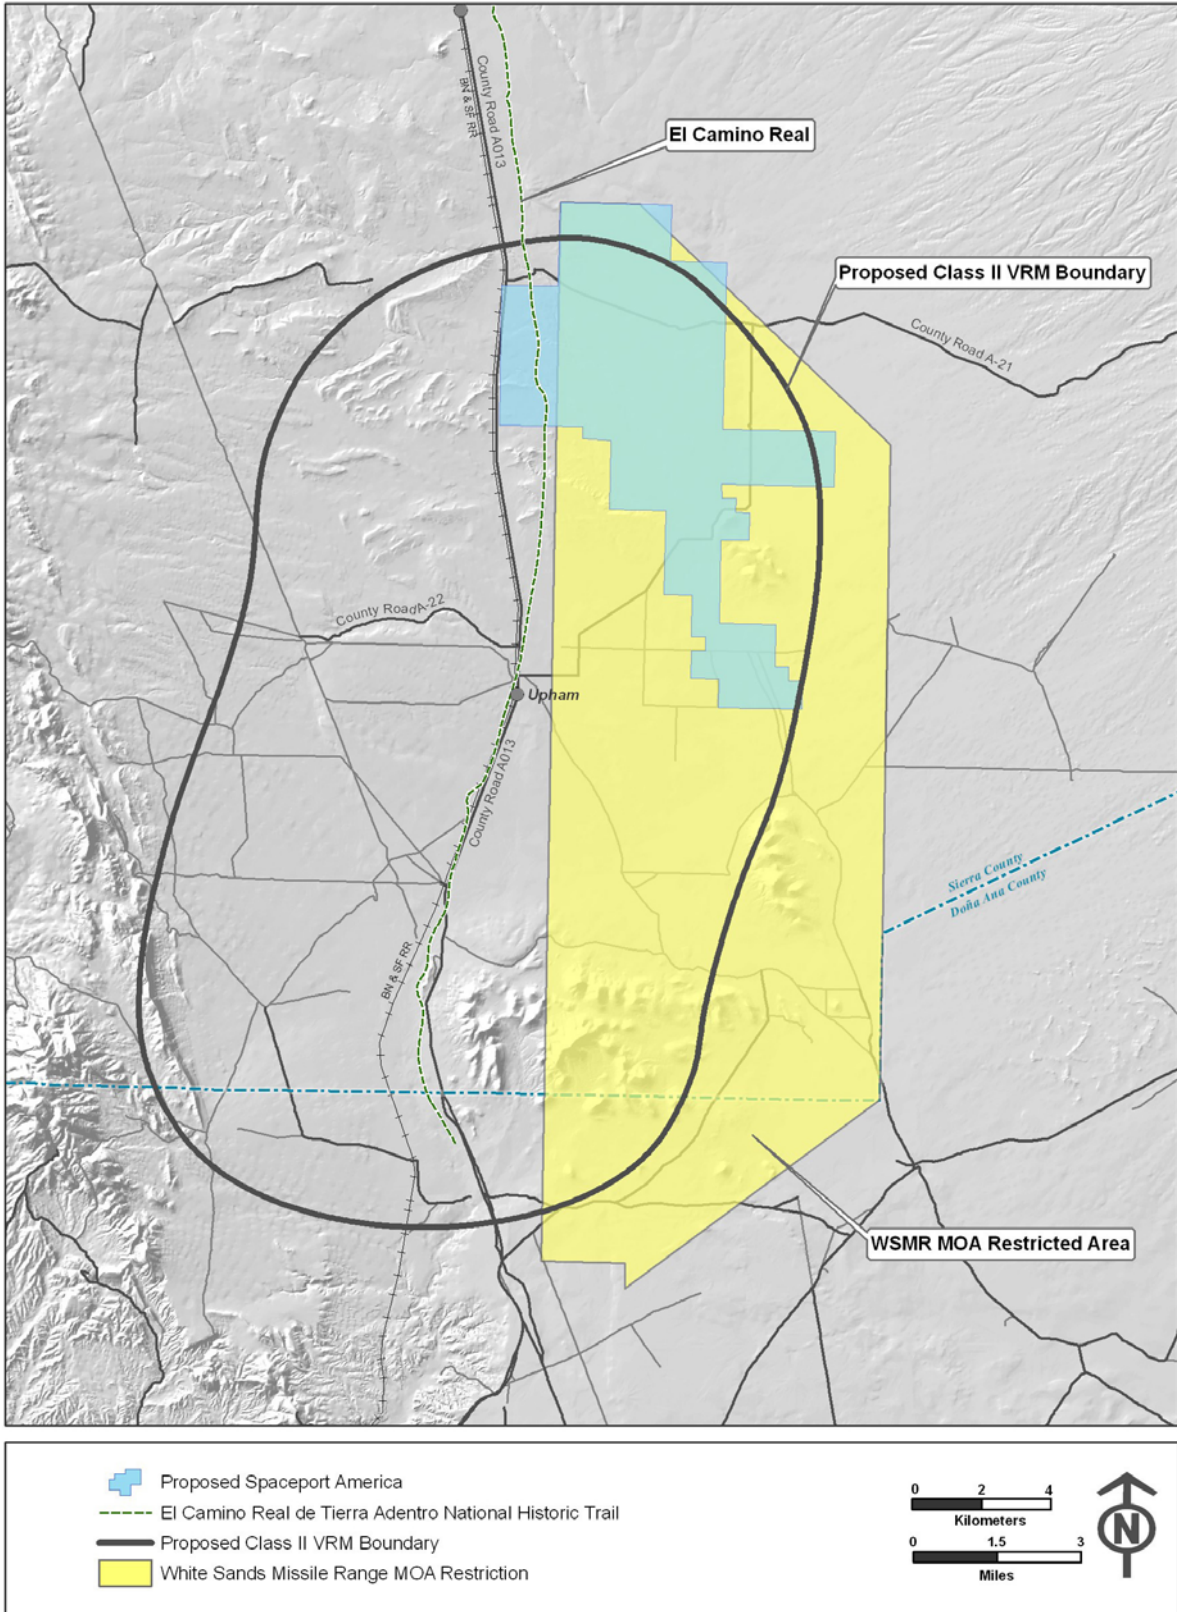 County Road A013
BN & SF RR
El Camino Real
Proposed Class II VRM Boundary
County Road A-21
County Road A-22
Upham
County Road A013
Sierra County
Doña Ana County
BN & SF RR
WSMR MOA Restricted Area
Proposed Spaceport America
El Camino Real de Tierra Adentro National Historic Trail
Proposed Class II VRM Boundary
White Sands Missile Range MOA Restriction
0 2 4
Kilometers
0 1.5 3
Miles
N